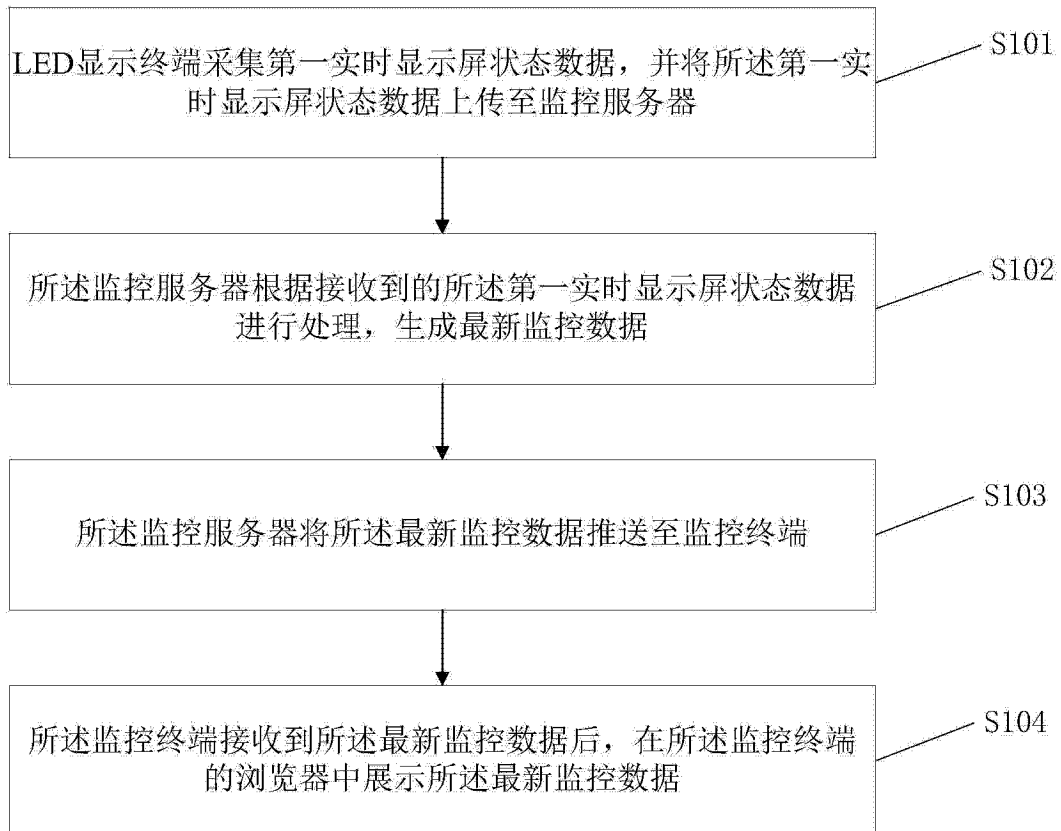 LED显示终端采集第一实时显示屏状态数据，并将所述第一实
时显示屏状态数据上传至监控服务器
S101
所述监控服务器根据接收到的所述第一实时显示屏状态数据
进行处理，生成最新监控数据
S102
所述监控服务器将所述最新监控数据推送至监控终端
S103
所述监控终端接收到所述最新监控数据后，在所述监控终端
的浏览器中展示所述最新监控数据
S104